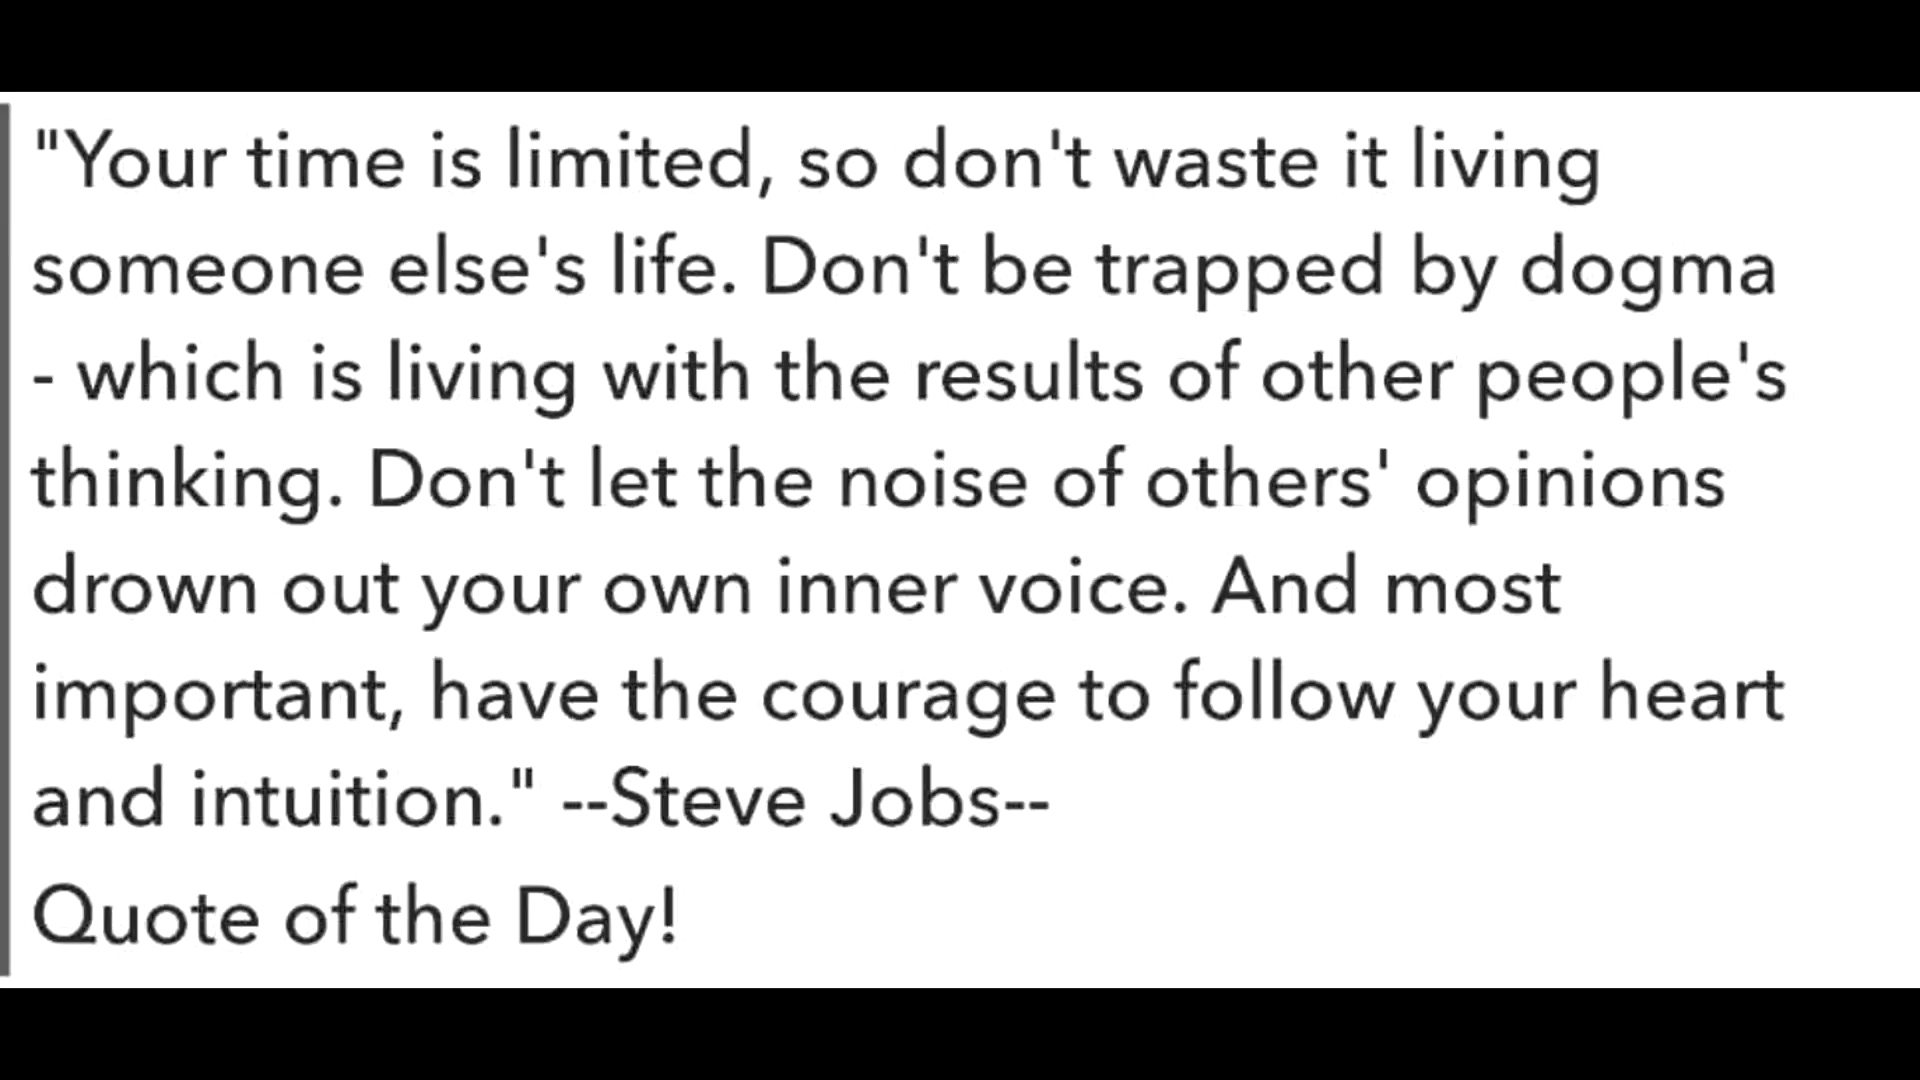 "Your time is limited, so don't waste it living
someone else's life. Don't be trapped by dogma
- which is living with the results of other people's
thinking. Don't let the noise of others' opinions
drown out your own inner voice. And most
important, have the courage to follow your heart
and intuition." --Steve Jobs--
Quote of the Day!